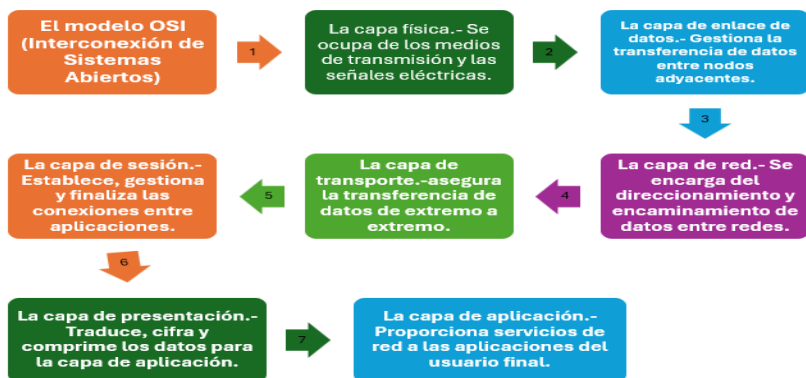 El modelo OSI
(Interconexión de
Sistemas
Abiertos)
1
La capa física.- Se
ocupa de los medios
de transmisión y las
señales eléctricas.
2
La capa de enlace de
datos.- Gestiona la
transferencia de datos
entre nodos
adyacentes.
3
La capa de red.- Se
encarga del
direccionamiento y
encaminamiento de
datos entre redes.
4
La capa de
transporte.-asegura
la transferencia de
datos de extremo a
extremo.
5
La capa de sesión.-
Establece, gestiona
y finaliza las
conexiones entre
aplicaciones.
6
La capa de presentación.-
Traduce, cifra y
comprime los datos para
la capa de aplicación.
7
La capa de aplicación.-
Proporciona servicios de
red a las aplicaciones del
usuario final.